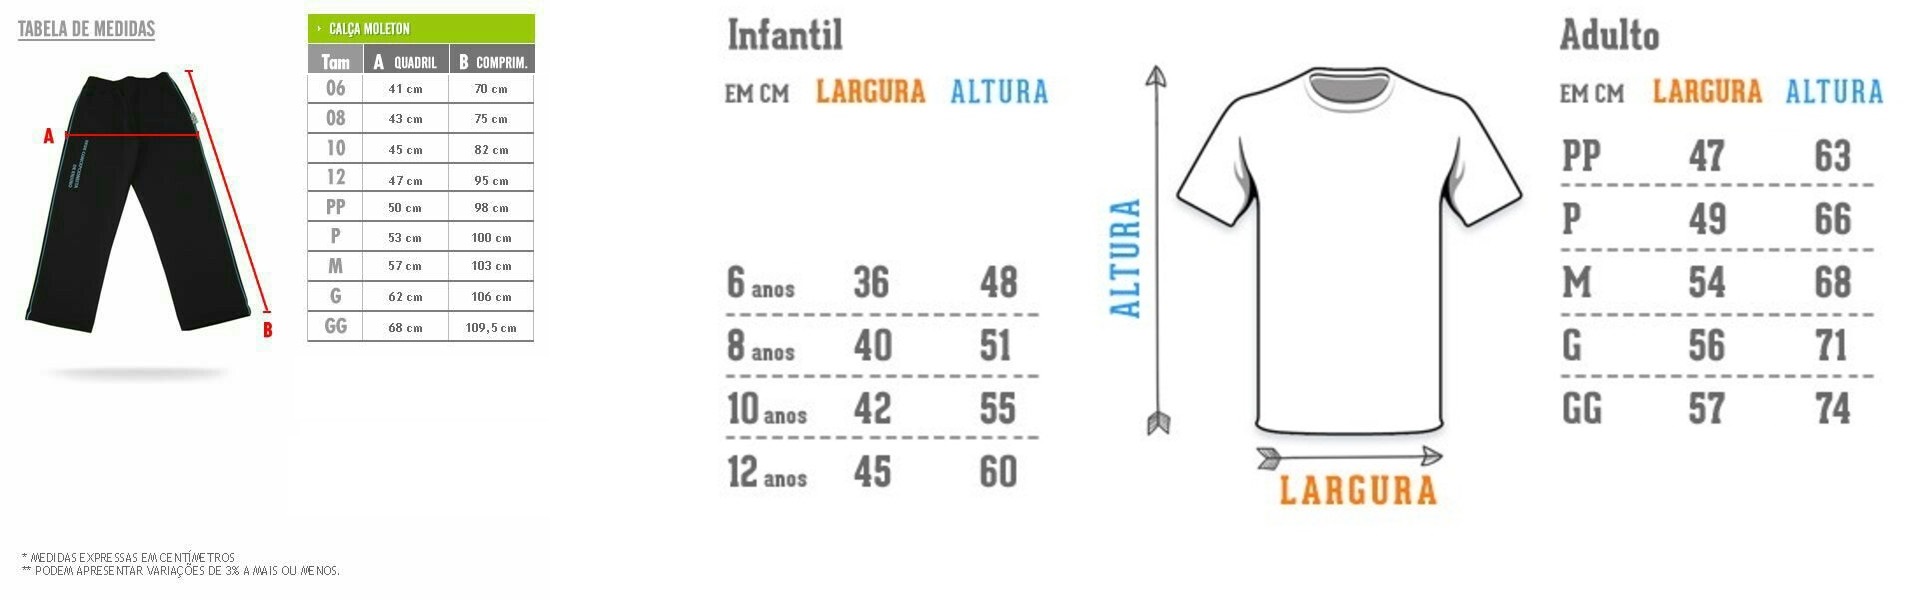 TABELA DE MEDIDAS
A
B
CALÇA MOLETON
Tam A QUADRIL B COMPRIM.
06 41 cm 70 cm
08 43 cm 75 cm
10 45 cm 82 cm
12 47 cm 95 cm
PP 50 cm 98 cm
P 53 cm 100 cm
M 57 cm 103 cm
G 62 cm 106 cm
GG 68 cm 109,5 cm
* MEDIDAS EXPRESSAS EM CENTÍMETROS
** PODEM APRESENTAR VARIAÇÕES DE 3% A MAIS OU MENOS.
Infantil
EM CM LARGURA ALTURA
6 anos 36 48
8 anos 40 51
10 anos 42 55
12 anos 45 60
ALTURA
LARGURA
Adulto
EM CM LARGURA ALTURA
PP 47 63
P 49 66
M 54 68
G 56 71
GG 57 74